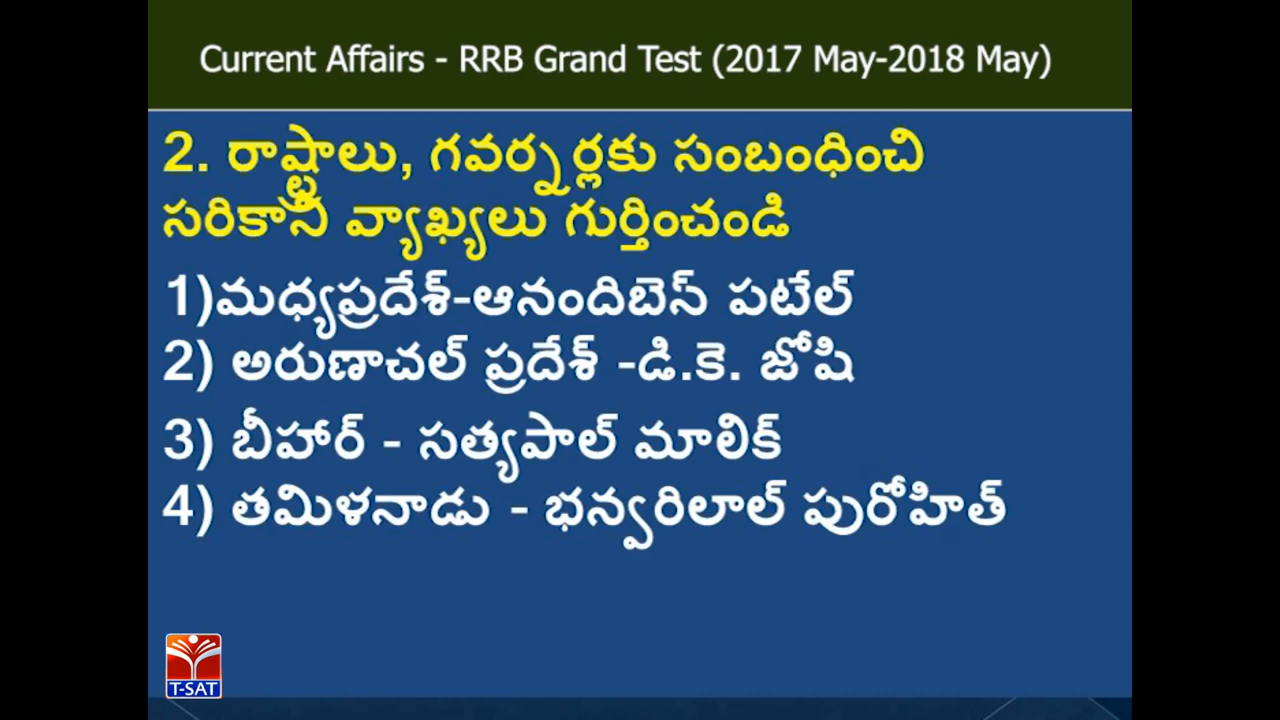 Current Affairs - RRB Grand Test (2017 May-2018 May)
2. రాష్ట్రాలు, గవర్నర్లకు సంబంధించి
సరికాని వ్యాఖ్యలు గుర్తించండి
1)మధ్యప్రదేశ్-ఆనందిబెస్ పటేల్
2) అరుణాచల్ ప్రదేశ్ -డి.కె. జోషి
3) బీహార్ - సత్యపాల్ మాలిక్
4) తమిళనాడు - భన్వరిలాల్ పురోహిత్
T-SAT